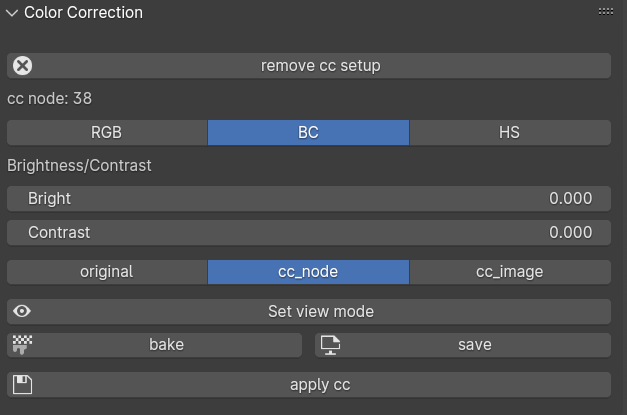 Color Correction
remove cc setup
cc node: 38
RGB BC HS
Brightness/Contrast
Bright 0.000
Contrast 0.000
original cc_node cc_image
Set view mode
bake save
apply cc